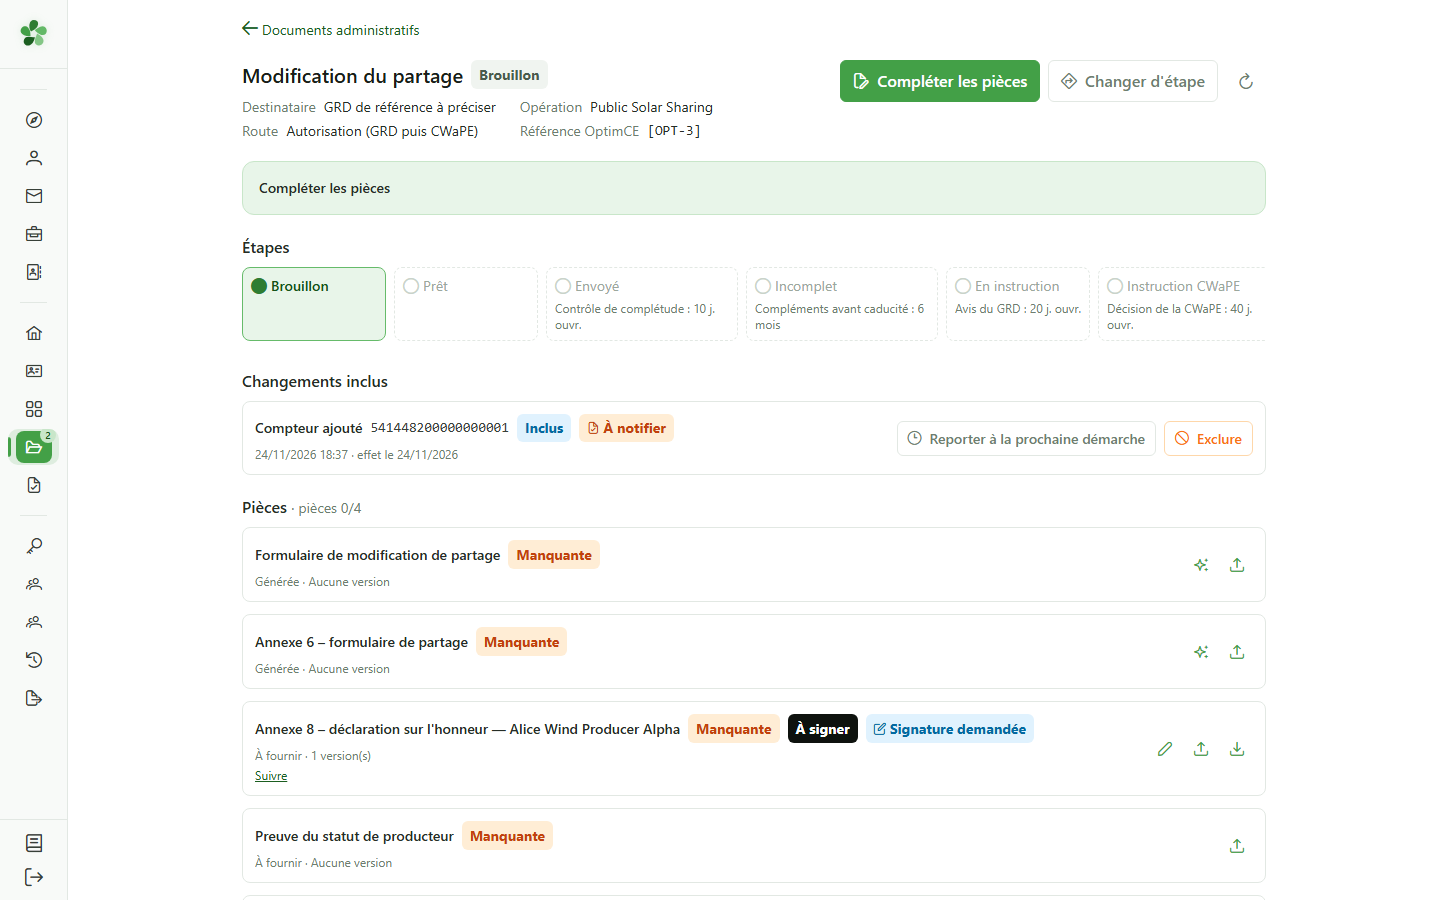 Documents administratifs
Modification du partage Brouillon
Compléter les pièces
Changer d'étape
Destinataire GRD de référence à préciser Opération Public Solar Sharing
Route Autorisation (GRD puis CWaPE) Référence OptimCE [OPT-3]
Compléter les pièces
Étapes
Brouillon
Prêt
Envoyé
Contrôle de complétude : 10 j.
ouvr.
Incomplet
Compléments avant caducité : 6
mois
En instruction
Avis du GRD : 20 j. ouvr.
Instruction CWaPE
Décision de la CWaPE : 40 j.
ouvr.
Changements inclus
Compteur ajouté 541448200000000001 Inclus À notifier
24/11/2026 18:37 · effet le 24/11/2026
Reporter à la prochaine démarche
Exclure
2
Pièces · pièces 0/4
Formulaire de modification de partage Manquante
Générée · Aucune version
Annexe 6 – formulaire de partage Manquante
Générée · Aucune version
Annexe 8 – déclaration sur l'honneur — Alice Wind Producer Alpha Manquante À signer Signature demandée
À fournir · 1 version(s)
Suivre
Preuve du statut de producteur Manquante
À fournir · Aucune version